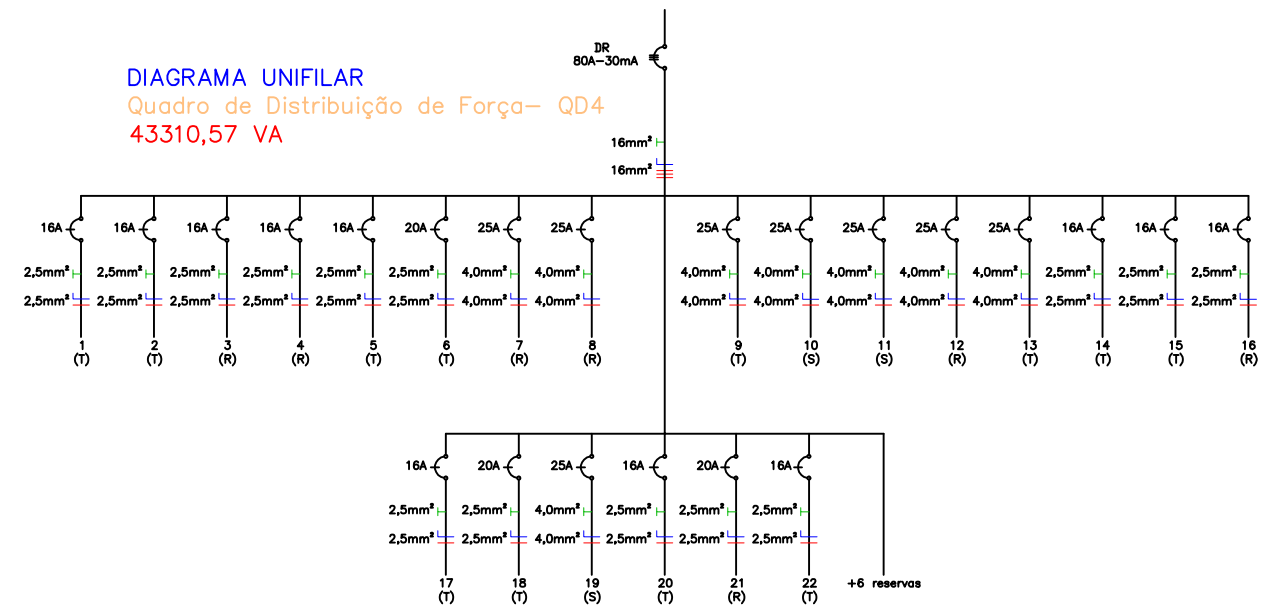 DR
80A-30mA
DIAGRAMA UNIFILAR
Quadro de Distribuição de Força- QD4
43310,57 VA
16mm²
16mm²
16A 16A 16A 16A 16A 20A 25A 25A 25A 25A 25A 25A 25A 16A 16A 16A
2,5mm² 2,5mm² 2,5mm² 2,5mm² 2,5mm² 2,5mm² 4,0mm² 4,0mm² 4,0mm² 4,0mm² 4,0mm² 4,0mm² 4,0mm² 2,5mm² 2,5mm² 2,5mm²
2,5mm² 2,5mm² 2,5mm² 2,5mm² 2,5mm² 2,5mm² 4,0mm² 4,0mm² 4,0mm² 4,0mm² 4,0mm² 4,0mm² 4,0mm² 2,5mm² 2,5mm² 2,5mm²
1 2 3 4 5 6 7 8 9 10 11 12 13 14 15 16
(T) (T) (R) (R) (T) (T) (R) (R) (T) (S) (S) (R) (T) (T) (T) (R)
16A 20A 25A 16A 20A 16A
2,5mm² 2,5mm² 4,0mm² 2,5mm² 2,5mm² 2,5mm²
2,5mm² 2,5mm² 4,0mm² 2,5mm² 2,5mm² 2,5mm²
17 18 19 20 21 22 +6 reservas
(T) (T) (S) (T) (R) (T)